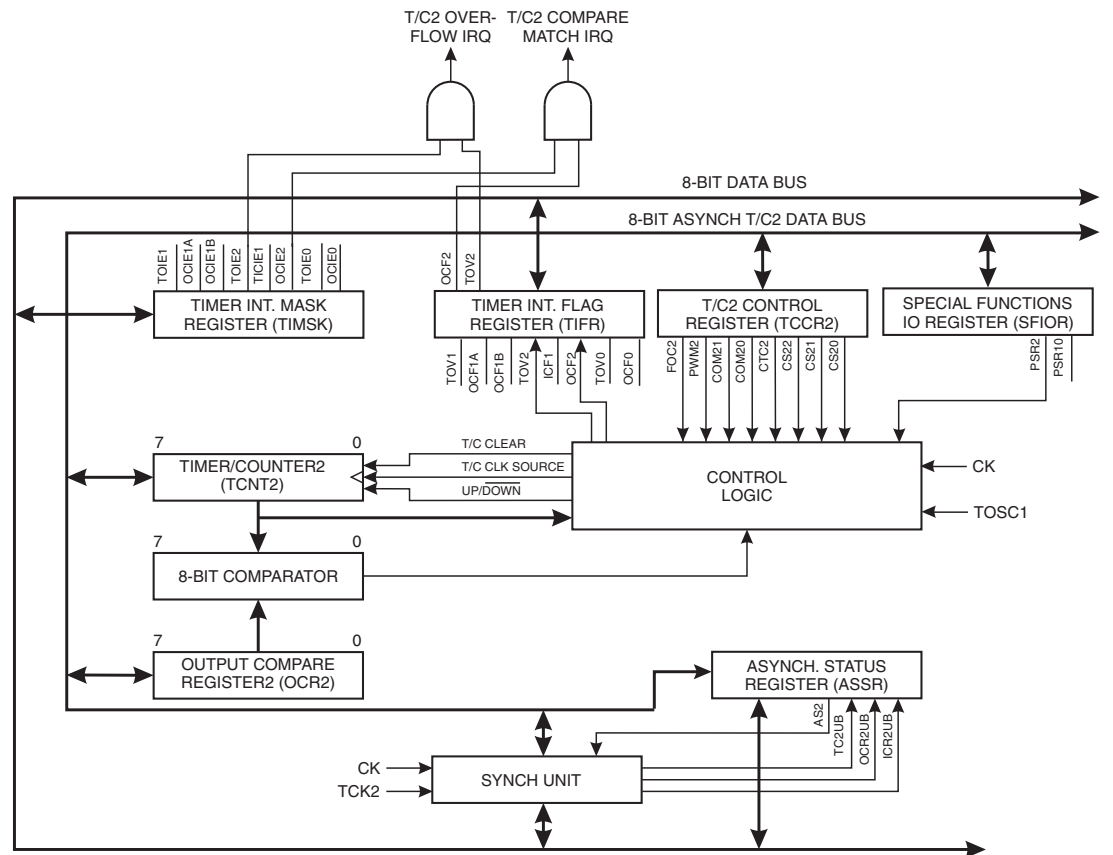 T/C2 OVER-
FLOW IRQ
T/C2 COMPARE
MATCH IRQ
8-BIT DATA BUS
8-BIT ASYNCH T/C2 DATA BUS
TOIE1
OCIE1A
OCIE1B
TOIE2
TICIE1
OCIE2
TOIE0
OCIE0
OCF2
TOV2
TIMER INT. MASK
REGISTER (TIMSK)
TIMER INT. FLAG
REGISTER (TIFR)
T/C2 CONTROL
REGISTER (TCCR2)
SPECIAL FUNCTIONS
IO REGISTER (SFIOR)
TOV1
OCF1A
OCF1B
TOV2
ICF1
OCF2
TOV0
OCF0
FOC2
PWM2
COM21
COM20
CTC2
CS22
CS21
CS20
PSR2
PSR10
7 0
TIMER/COUNTER2
(TCNT2)
T/C CLEAR
T/C CLK SOURCE
UP/DOWN
CONTROL
LOGIC
CK
TOSC1
7 0
8-BIT COMPARATOR
7 0
OUTPUT COMPARE
REGISTER2 (OCR2)
ASYNCH. STATUS
REGISTER (ASSR)
AS2
TC2UB
OCR2UB
ICR2UB
CK
TCK2
SYNCH UNIT